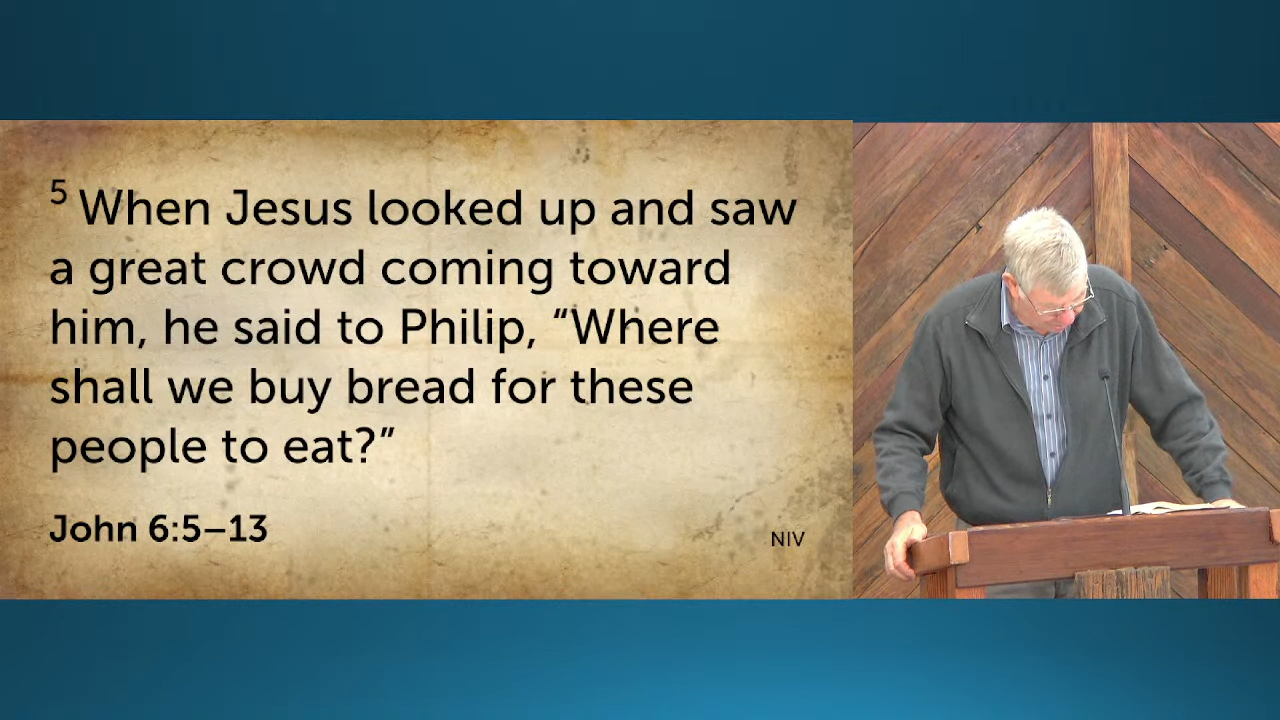 5 When Jesus looked up and saw
a great crowd coming toward
him, he said to Philip, “Where
shall we buy bread for these
people to eat?”
John 6:5–13
NIV